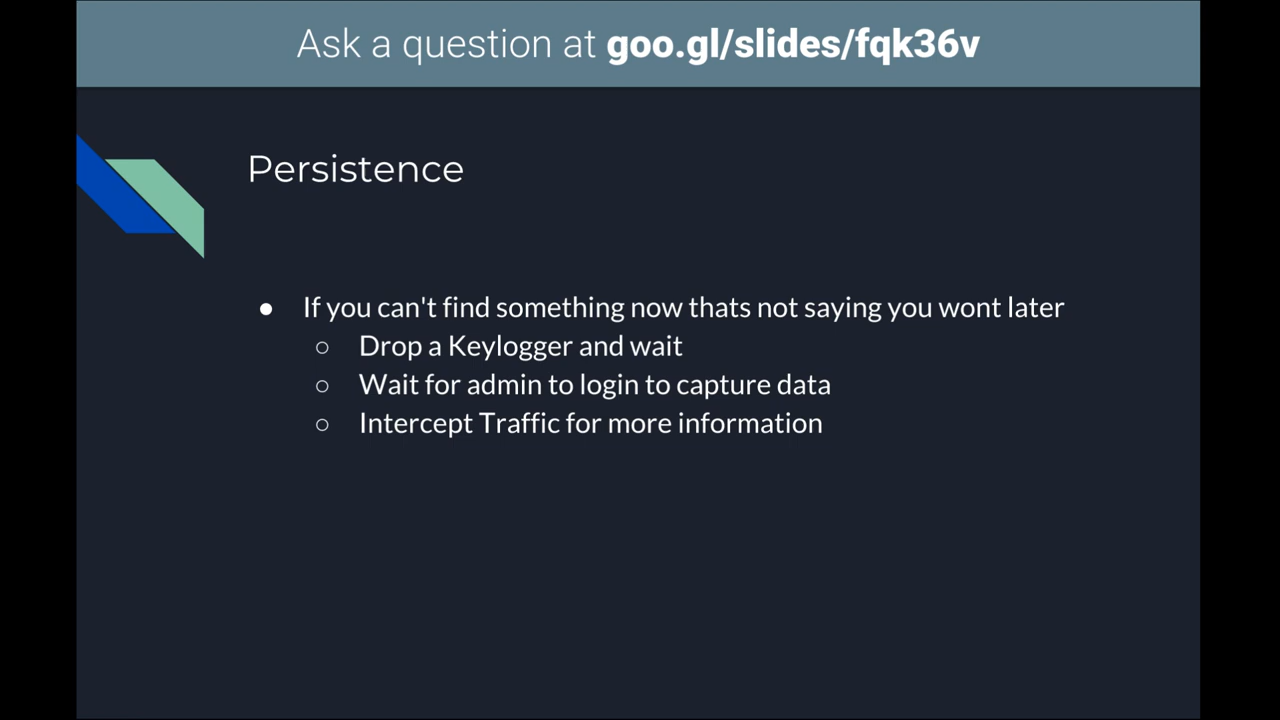 Ask a question at goo.gl/slides/fqk36v
Persistence
● If you can't find something now thats not saying you wont later
○ Drop a Keylogger and wait
○ Wait for admin to login to capture data
○ Intercept Traffic for more information